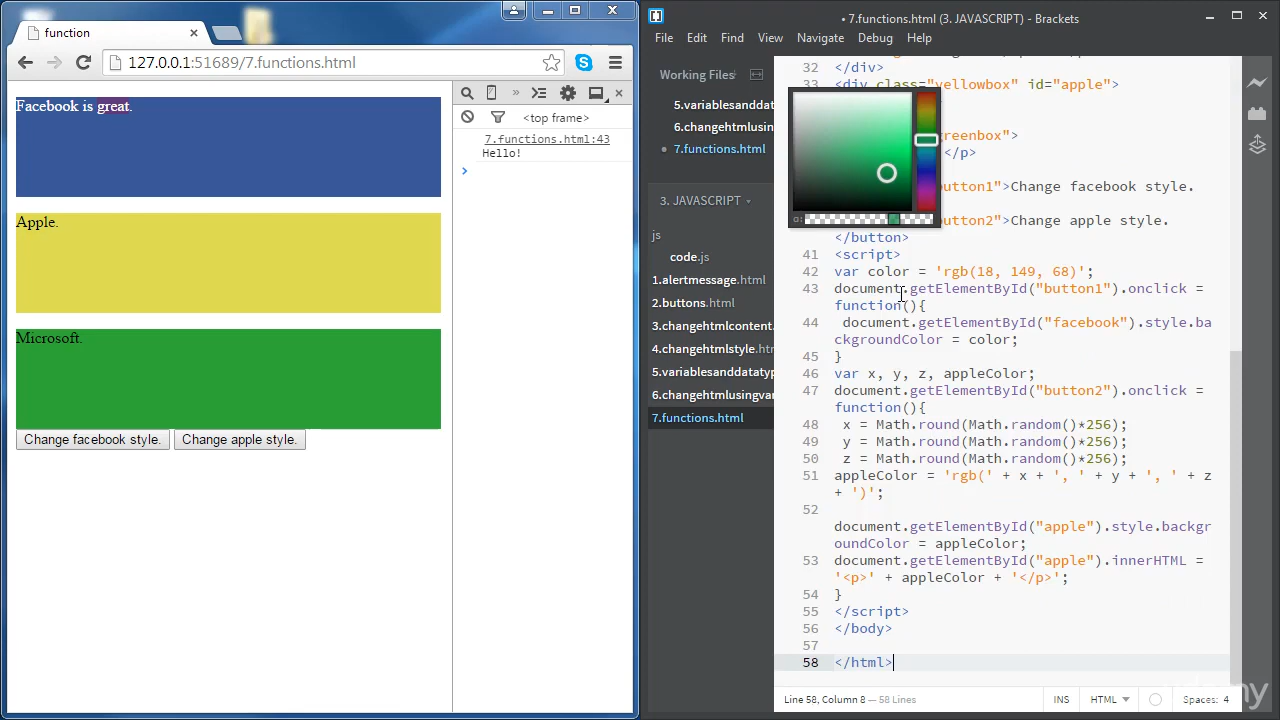 function
127.0.0.1:51689/7.functions.html
Facebook is great.
Apple.
Microsoft.
Change facebook style.
Change apple style.
<top frame>
7.functions.html:43
Hello!
• 7.functions.html (3. JAVASCRIPT) - Brackets
File Edit Find View Navigate Debug Help
Working Files
5.variablesanddat
6.changehtmlusin
7.functions.html
3. JAVASCRIPT
js
code.js
1.alertmessage.html
2.buttons.html
3.changehtmlcontent.
4.changehtmlstyle.htm
5.variablesanddatatyp
6.changehtmlusingvar
7.functions.html
32 </div>
33 <div class="yellowbox" id="apple">
reenbox">
</p>
utton1">Change facebook style.
utton2">Change apple style.
</button>
41 <script>
42 var color = 'rgb(18, 149, 68)';
43 document.getElementById("button1").onclick =
function(){
44 document.getElementById("facebook").style.ba
ckgroundColor = color;
45 }
46 var x, y, z, appleColor;
47 document.getElementById("button2").onclick =
function(){
48 x = Math.round(Math.random()*256);
49 y = Math.round(Math.random()*256);
50 z = Math.round(Math.random()*256);
51 appleColor = 'rgb(' + x + ', ' + y + ', ' + z
+ ')';
52
document.getElementById("apple").style.backgr
oundColor = appleColor;
53 document.getElementById("apple").innerHTML =
'<p>' + appleColor + '</p>';
54 }
55 </script>
56 </body>
57
58 </html>
Line 58, Column 8 — 58 Lines
INS HTML Spaces: 4